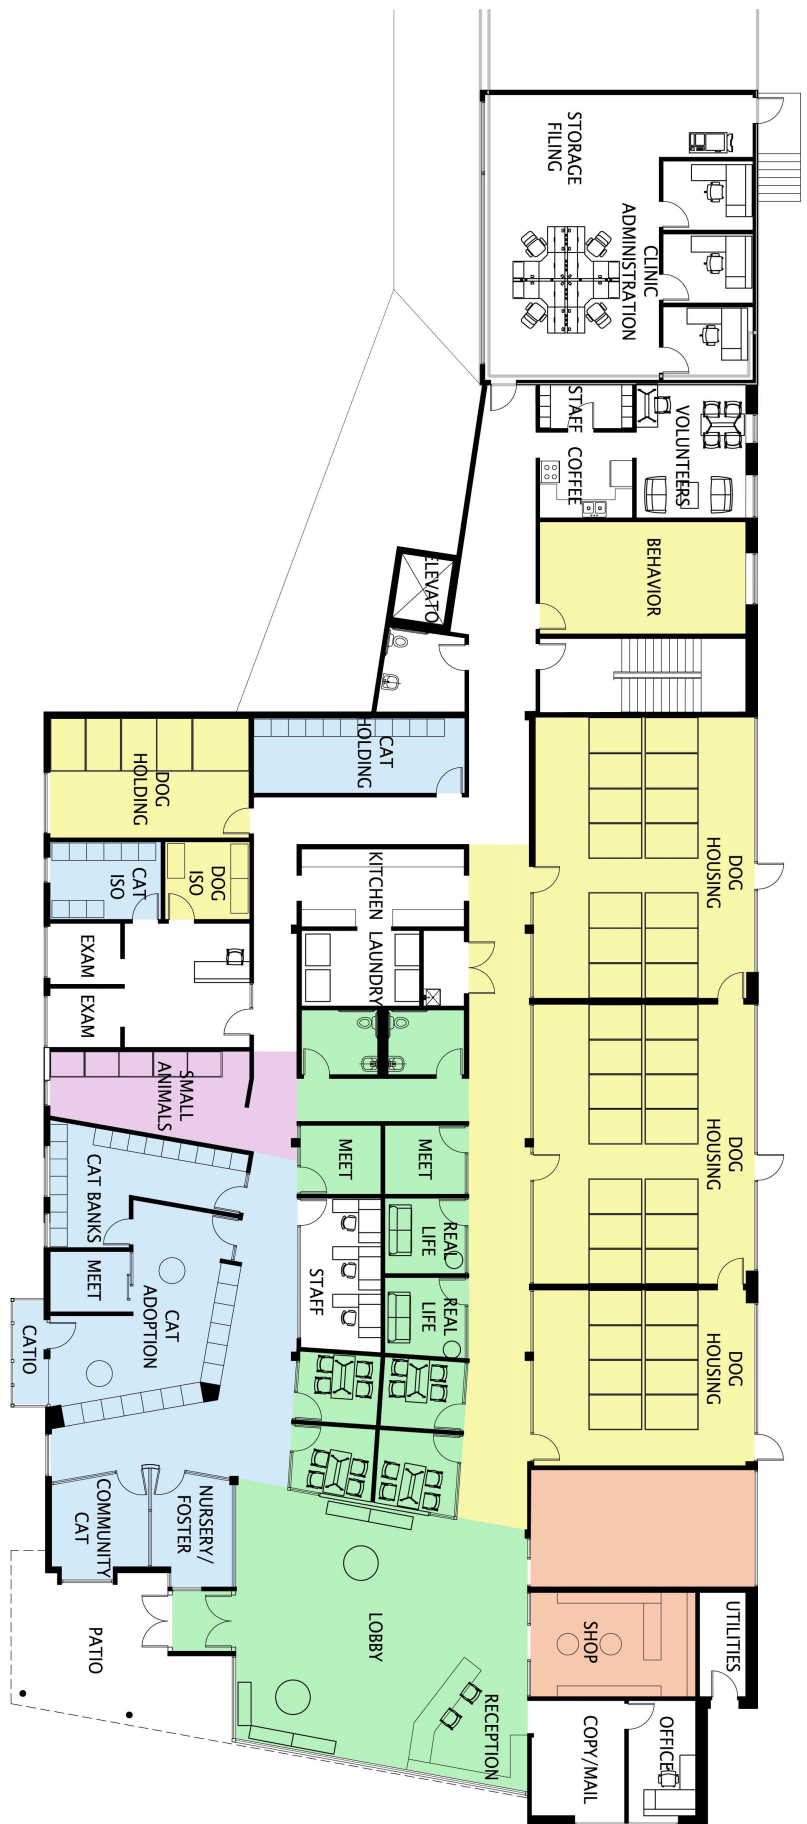 STORAGE
FILING
CLINIC
ADMINISTRATION
STAFF
COFFEE
VOLUNTEERS
BEHAVIOR
ELEVATO
CAT
HOLDING
DOG
HOLDING
DOG
HOUSING
CAT
ISO
DOG
ISO
KITCHEN
LAUNDRY
EXAM
EXAM
SMALL
ANIMALS
DOG
HOUSING
MEET
MEET
CAT BANKS
MEET
CAT
ADOPTION
CATIO
STAFF
REAL
LIFE
REAL
LIFE
DOG
HOUSING
COMMUNITY
CAT
NURSERY/
FOSTER
PATIO
LOBBY
RECEPTION
SHOP
UTILITIES
COPY/MAIL
OFFICE